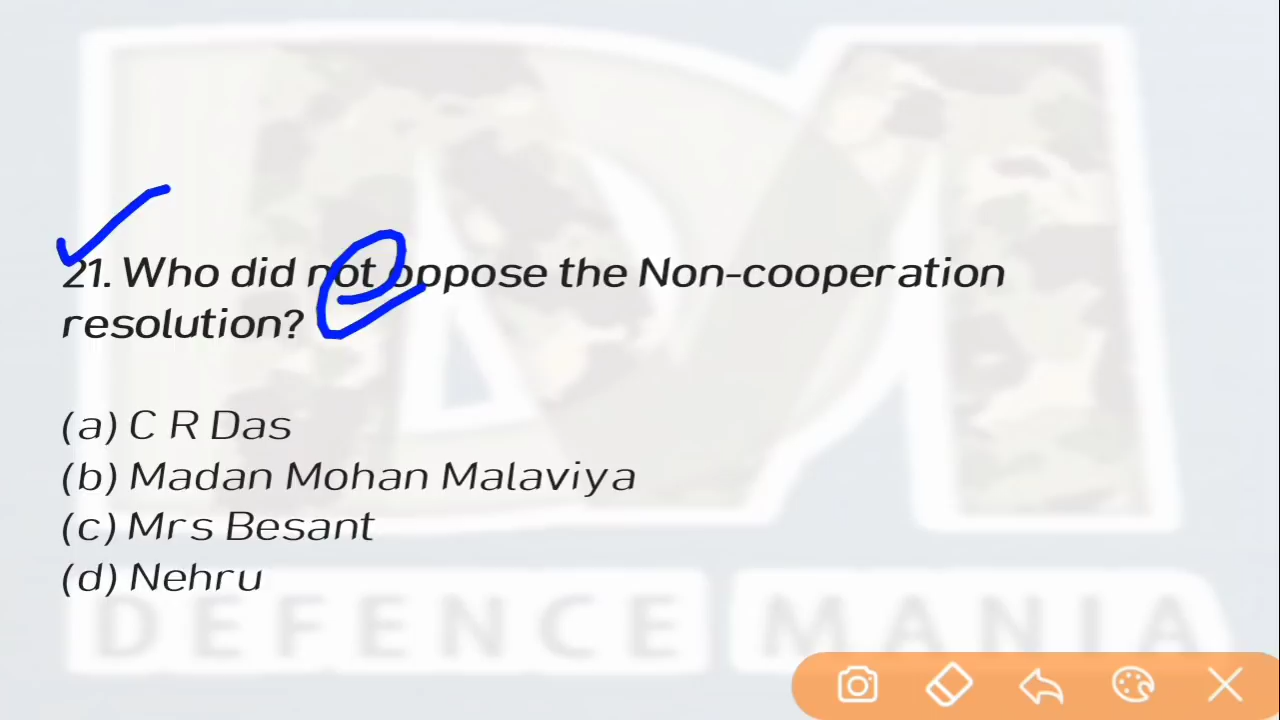 21. Who did not oppose the Non-cooperation
resolution?
(a) C R Das
(b) Madan Mohan Malaviya
(c) Mrs Besant
(d) Nehru
DEFENCE MANIA